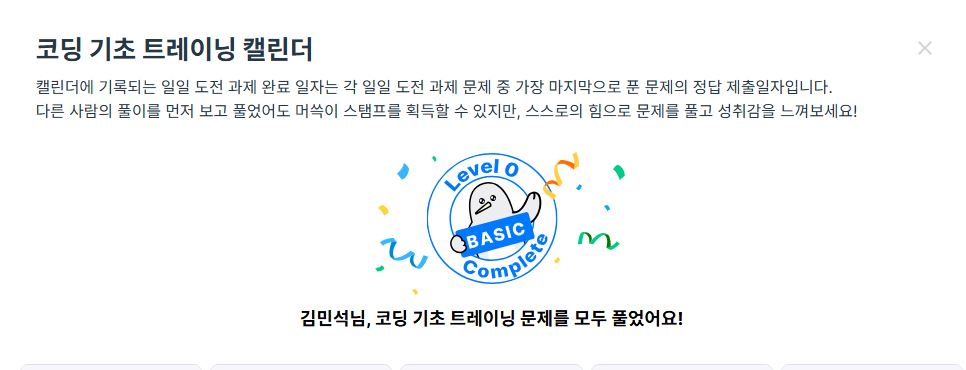 코딩 기초 트레이닝 캘린더
캘린더에 기록되는 일일 도전 과제 완료 일자는 각 일일 도전 과제 문제 중 가장 마지막으로 푼 문제의 정답 제출일자입니다.
다른 사람의 풀이를 먼저 보고 풀었어도 머쓱이 스탬프를 획득할 수 있지만, 스스로의 힘으로 문제를 풀고 성취감을 느껴보세요!
Level 0
BASIC
Complete
김민석님, 코딩 기초 트레이닝 문제를 모두 풀었어요!